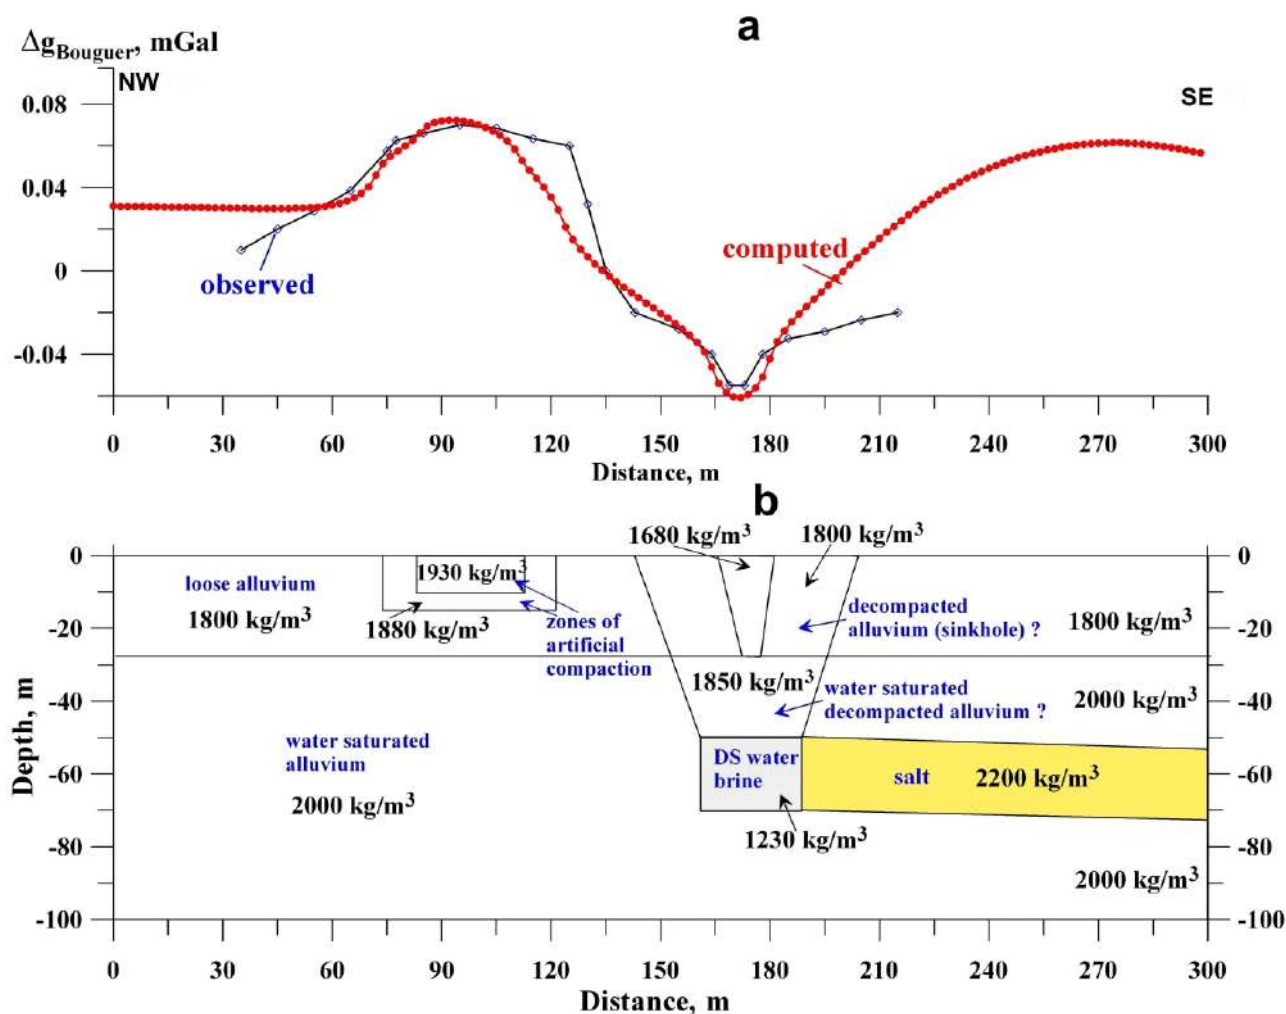 a
Δg_Bouguer, mGal
NW
SE
0.08
0.04
0
-0.04
observed
computed
0 30 60 90 120 150 180 210 240 270 300
Distance, m
b
1680 kg/m³
1800 kg/m³
0
0
1930 kg/m³
loose alluvium
1800 kg/m³
1880 kg/m³
zones of
artificial
compaction
decompacted
alluvium (sinkhole) ?
1800 kg/m³
-20
-20
1850 kg/m³
water saturated
decompacted alluvium ?
2000 kg/m³
-40
-40
Depth, m
water saturated
alluvium
2000 kg/m³
DS water
brine
salt
2200 kg/m³
-60
-60
1230 kg/m³
-80
-80
2000 kg/m³
-100
-100
0 30 60 90 120 150 180 210 240 270 300
Distance, m